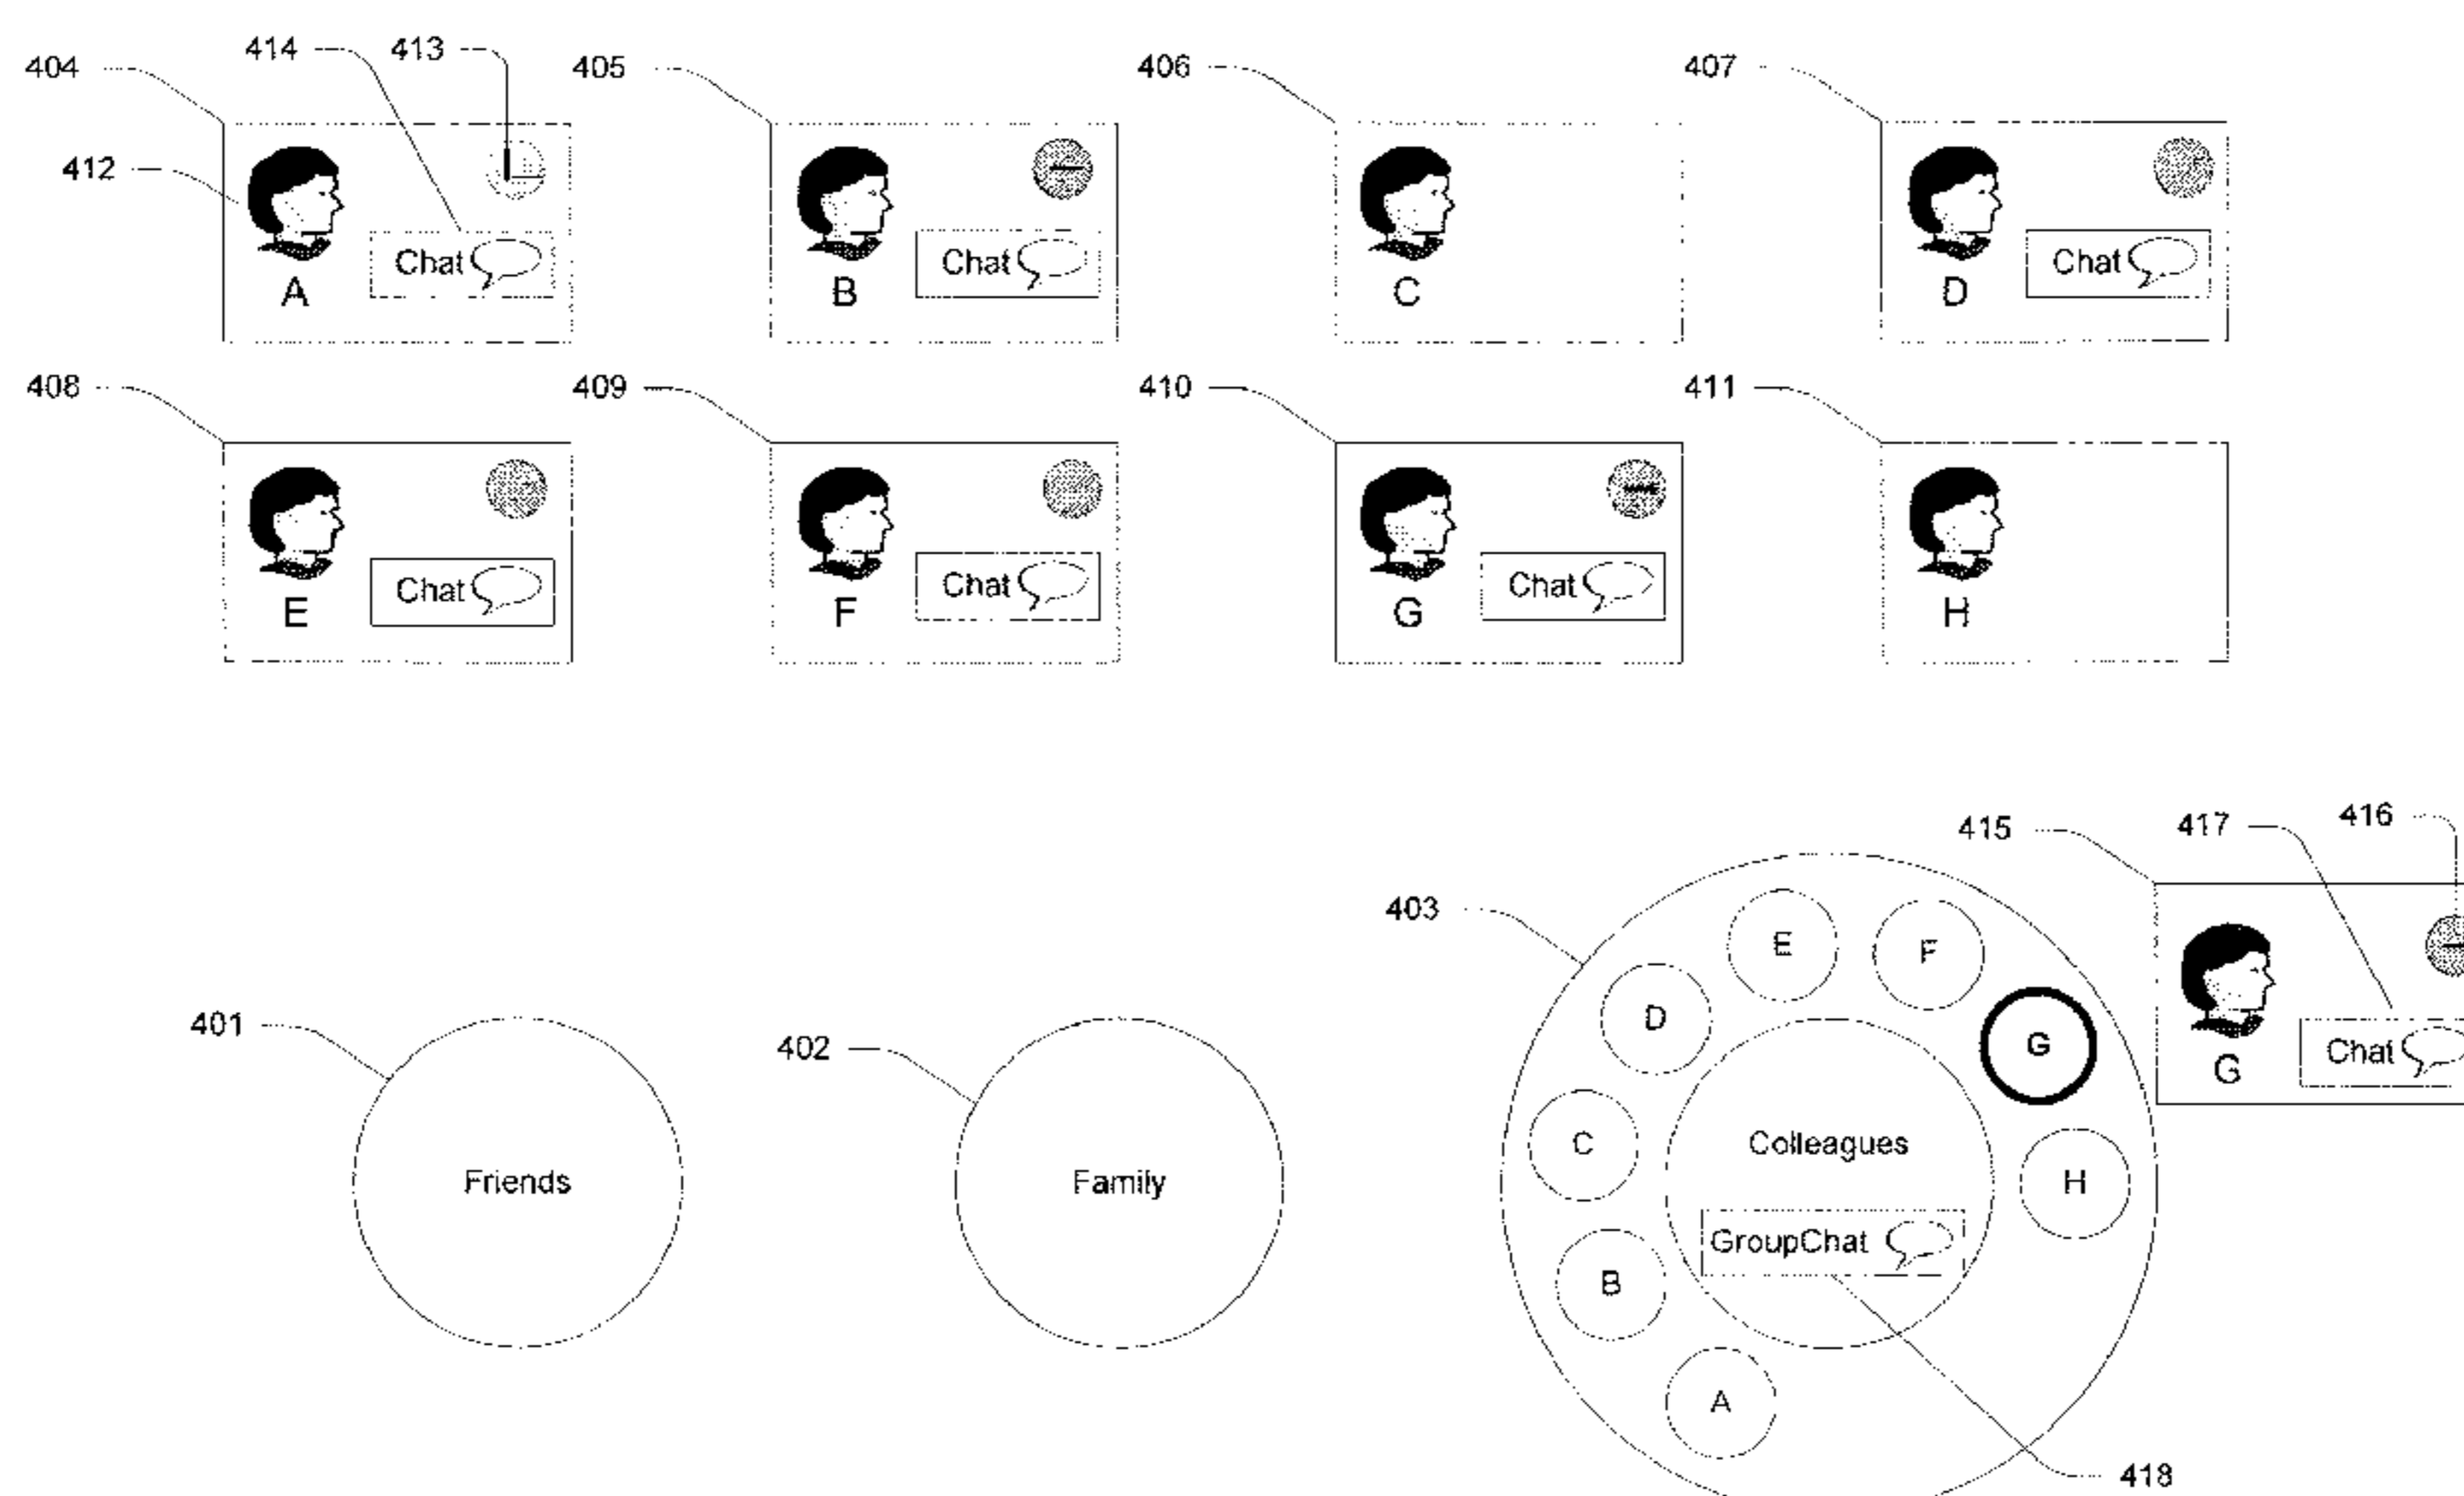 414 413
404 405 406 407
412
Chat Chat Chat
A B C D
408 409 410 411
Chat Chat Chat
E F G H
415 417 416
403
E F
401 D G
402 Chat
G
C Colleagues
Friends Family H
GroupChat
B
A
418